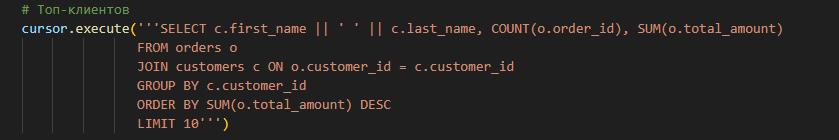 # Топ-клиентов
cursor.execute('''SELECT c.first_name || ' ' || c.last_name, COUNT(o.order_id), SUM(o.total_amount)
FROM orders o
JOIN customers c ON o.customer_id = c.customer_id
GROUP BY c.customer_id
ORDER BY SUM(o.total_amount) DESC
LIMIT 10''')